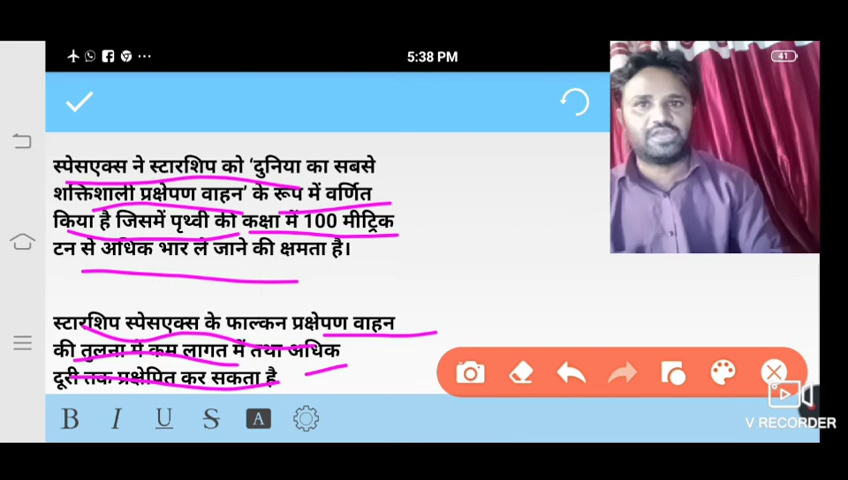 5:38 PM
41
स्पेसएक्स ने स्टारशिप को ‘दुनिया का सबसे
शक्तिशाली प्रक्षेपण वाहन’ के रूप में वर्णित
किया है जिसमें पृथ्वी की कक्षा में 100 मीट्रिक
टन से अधिक भार ले जाने की क्षमता है।
स्टारशिप स्पेसएक्स के फाल्कन प्रक्षेपण वाहन
की तुलना में कम लागत में तथा अधिक
दूरी तक प्रक्षेपित कर सकता है
B I U S A
V RECORDER